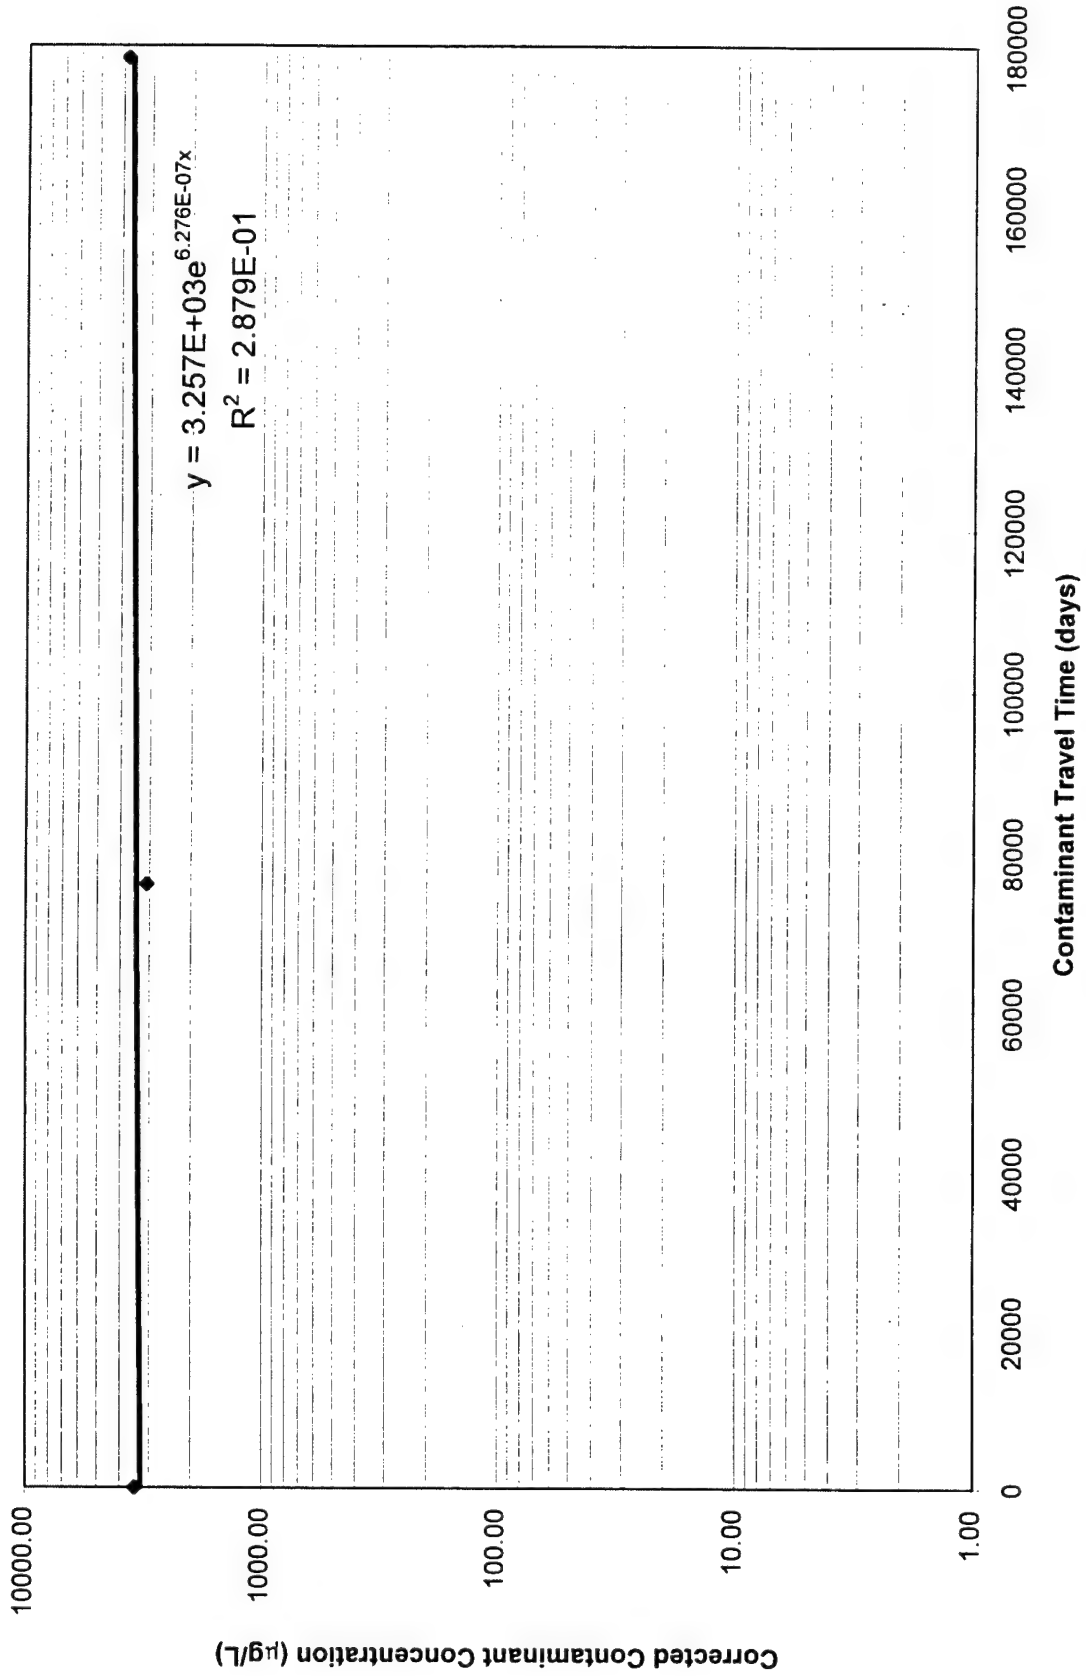 10000.00
1000.00
100.00
10.00
1.00
Corrected Contaminant Concentration (µg/L)
y = 3.257E+03e^6.276E-07x
R² = 2.879E-01
0 20000 40000 60000 80000 100000 120000 140000 160000 180000
Contaminant Travel Time (days)